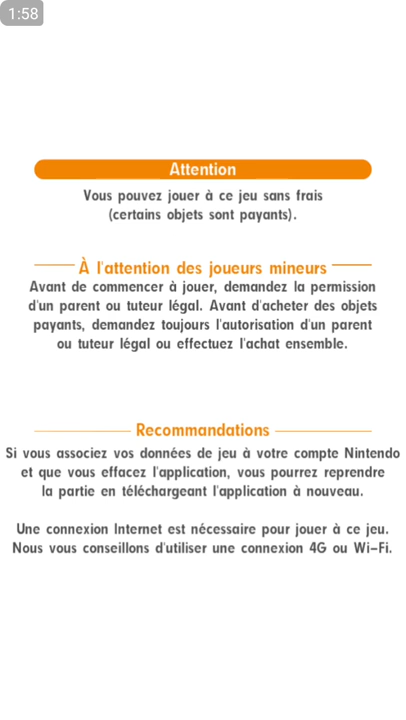 1:58
Attention
Vous pouvez jouer à ce jeu sans frais
(certains objets sont payants).
À l'attention des joueurs mineurs
Avant de commencer à jouer, demandez la permission
d'un parent ou tuteur légal. Avant d'acheter des objets
payants, demandez toujours l'autorisation d'un parent
ou tuteur légal ou effectuez l'achat ensemble.
Recommandations
Si vous associez vos données de jeu à votre compte Nintendo
et que vous effacez l'application, vous pourrez reprendre
la partie en téléchargeant l'application à nouveau.
Une connexion Internet est nécessaire pour jouer à ce jeu.
Nous vous conseillons d'utiliser une connexion 4G ou Wi-Fi.